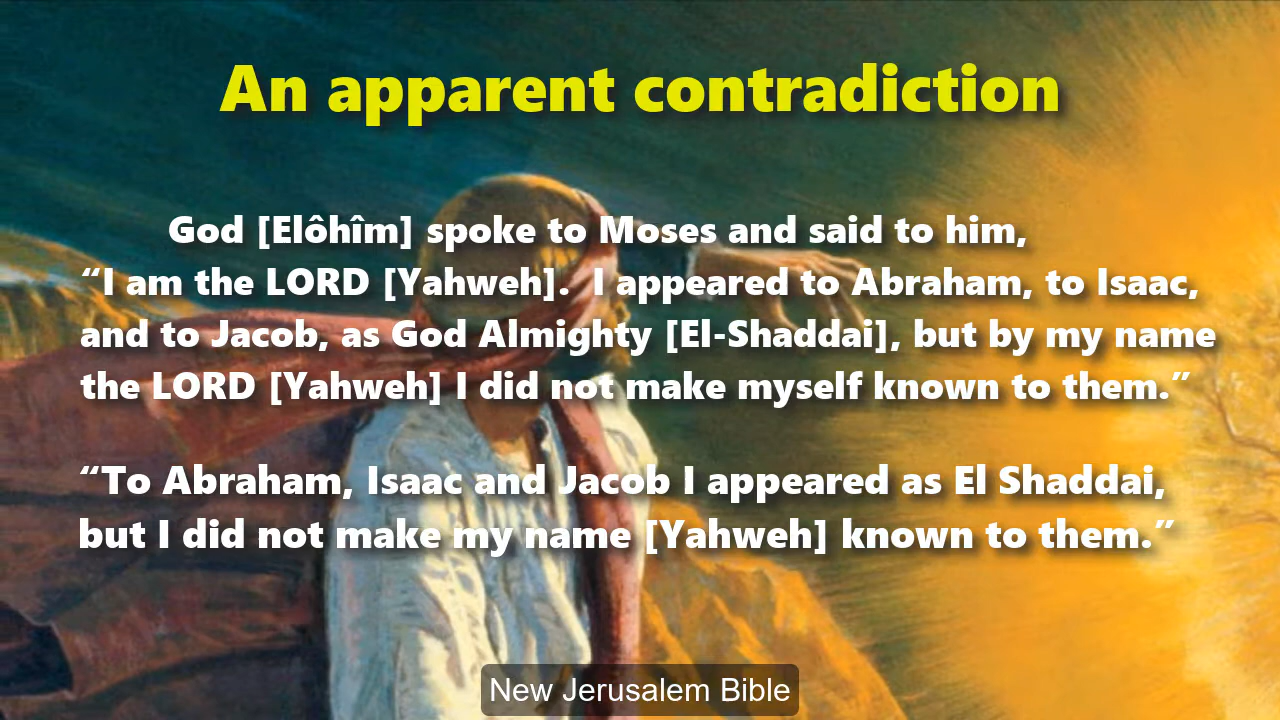 An apparent contradiction
God [Elôhîm] spoke to Moses and said to him,
“I am the LORD [Yahweh].  I appeared to Abraham, to Isaac,
and to Jacob, as God Almighty [El-Shaddai], but by my name
the LORD [Yahweh] I did not make myself known to them.”
“To Abraham, Isaac and Jacob I appeared as El Shaddai,
but I did not make my name [Yahweh] known to them.”
New Jerusalem Bible